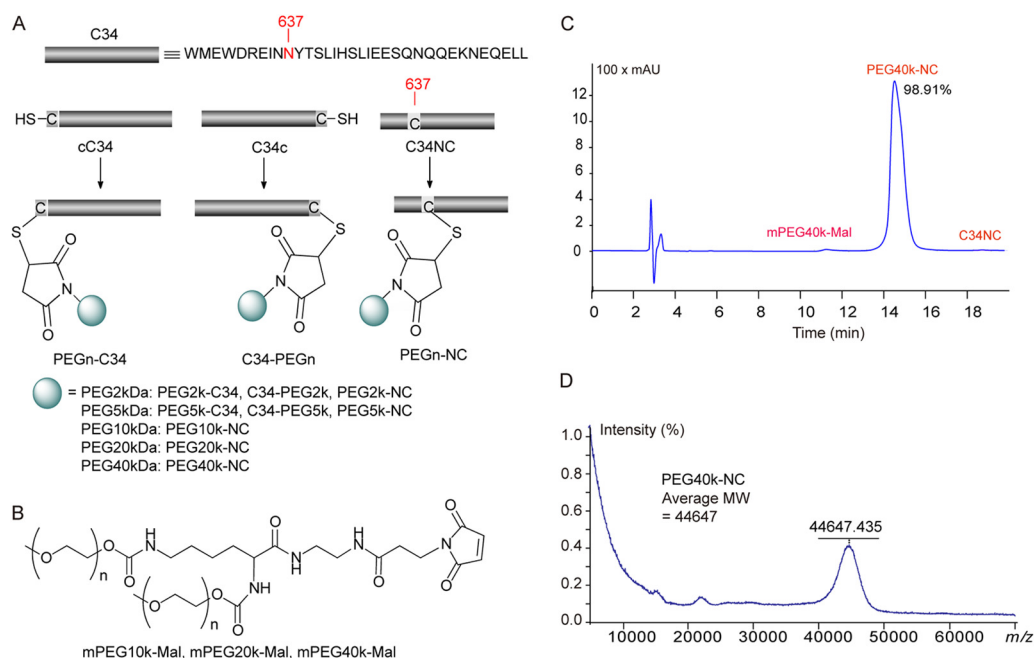 A
C34
637
WMEWDREINNYTSLIHSLIEESQNQQEKNEQELL
HS C
cC34
C SH
C34c
637
C
C34NC
C
S
O
N
O
PEGn-C34
C
S
O
N
O
C34-PEGn
C
S
O
N
O
PEGn-NC
= PEG2kDa: PEG2k-C34, C34-PEG2k, PEG2k-NC
PEG5kDa: PEG5k-C34, C34-PEG5k, PEG5k-NC
PEG10kDa: PEG10k-NC
PEG20kDa: PEG20k-NC
PEG40kDa: PEG40k-NC
B
O n O O H N O N H H N O N O O
O n O O N H
mPEG10k-Mal, mPEG20k-Mal, mPEG40k-Mal
C
100 x mAU
PEG40k-NC
98.91%
mPEG40k-Mal
C34NC
12
10
8
6
4
2
0
0 2 4 6 8 10 12 14 16 18
Time (min)
D
Intensity (%)
PEG40k-NC
Average MW
= 44647
44647.435
1.0
0.8
0.6
0.4
0.2
0.0
10000 20000 30000 40000 50000 60000 m/z